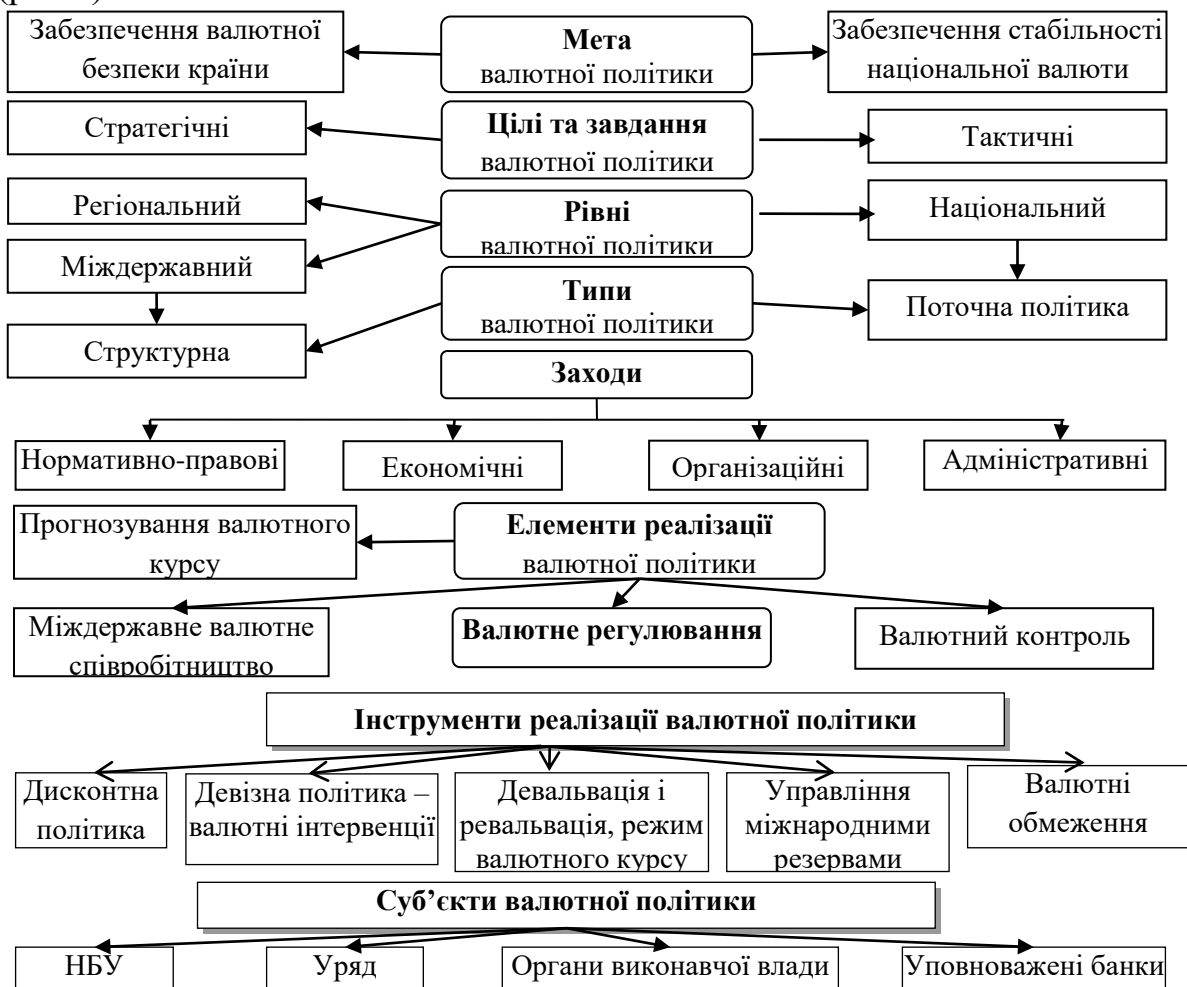 Забезпечення валютної
безпеки країни
Мета
валютної політики
Забезпечення стабільності
національної валюти
Стратегічні
Цілі та завдання
валютної політики
Тактичні
Регіональний
Рівні
валютної політики
Національний
Міждержавний
Типи
валютної політики
Поточна політика
Структурна
Заходи
Нормативно-правові
Економічні
Організаційні
Адміністративні
Прогнозування валютного
курсу
Елементи реалізації
валютної політики
Міждержавне валютне
співробітництво
Валютне регулювання
Валютний контроль
Інструменти реалізації валютної політики
Дисконтна
політика
Девізна політика –
валютні інтервенції
Девальвація і
ревальвація, режим
валютного курсу
Управління
міжнародними
резервами
Валютні
обмеження
Суб’єкти валютної політики
НБУ
Уряд
Органи виконавчої влади
Уповноважені банки